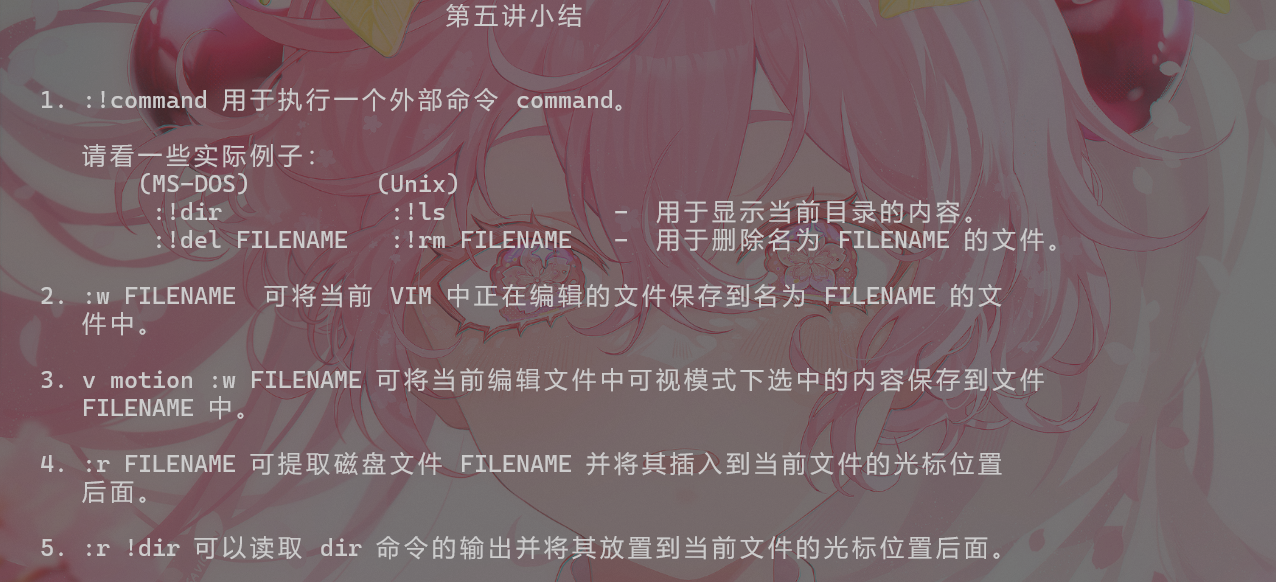 第五讲小结
1. :!command 用于执行一个外部命令 command。
请看一些实际例子：
(MS-DOS) (Unix)
:!dir :!ls - 用于显示当前目录的内容。
:!del FILENAME :!rm FILENAME - 用于删除名为 FILENAME 的文件。
2. :w FILENAME 可将当前 VIM 中正在编辑的文件保存到名为 FILENAME 的文
件中。
3. v motion :w FILENAME 可将当前编辑文件中可视模式下选中的内容保存到文件
FILENAME 中。
4. :r FILENAME 可提取磁盘文件 FILENAME 并将其插入到当前文件的光标位置
后面。
5. :r !dir 可以读取 dir 命令的输出并将其放置到当前文件的光标位置后面。